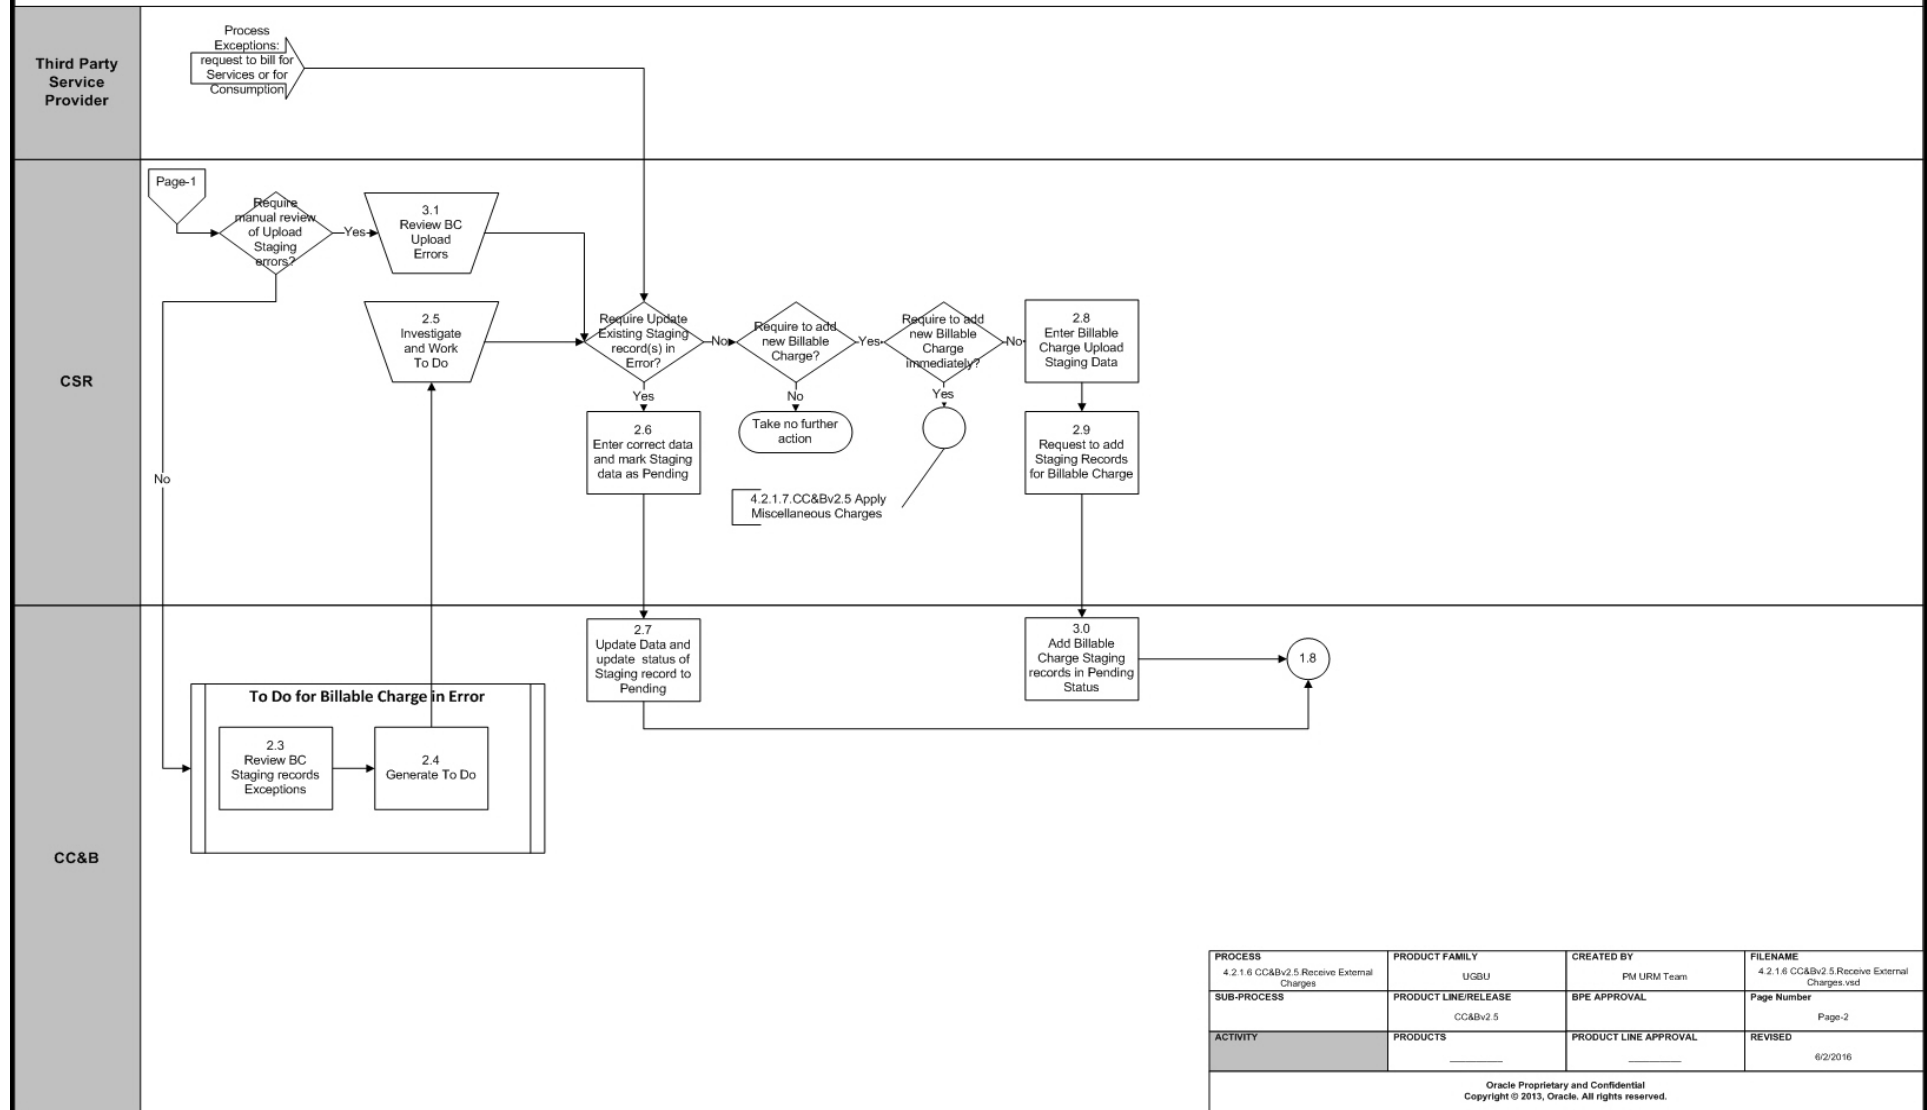 Third Party
Service
Provider
Process
Exceptions:
request to bill for
Services or for
Consumption
CSR
Page-1
Require
manual review
of Upload
Staging
errors?
Yes
3.1
Review BC
Upload
Errors
2.5
Investigate
and Work
To Do
Require Update
Existing Staging
record(s) in
Error?
No
Require to add
new Billable
Charge?
Yes
Require to add
new Billable
Charge
immediately?
No
2.8
Enter Billable
Charge Upload
Staging Data
Yes
No
Yes
2.6
Enter correct data
and mark Staging
data as Pending
Take no further
action
2.9
Request to add
Staging Records
for Billable Charge
No
4.2.1.7.CC&Bv2.5 Apply
Miscellaneous Charges
CC&B
2.7
Update Data and
update status of
Staging record to
Pending
3.0
Add Billable
Charge Staging
records in Pending
Status
1.8
To Do for Billable Charge in Error
2.3
Review BC
Staging records
Exceptions
2.4
Generate To Do
PROCESS
4.2.1.6 CC&Bv2.5.Receive External
Charges
PRODUCT FAMILY
UGBU
CREATED BY
PM URM Team
FILENAME
4.2.1.6 CC&Bv2.5.Receive External
Charges.vsd
SUB-PROCESS
PRODUCT LINE/RELEASE
CC&Bv2.5
BPE APPROVAL
Page Number
Page-2
ACTIVITY
PRODUCTS
PRODUCT LINE APPROVAL
REVISED
6/2/2016
Oracle Proprietary and Confidential
Copyright © 2013, Oracle. All rights reserved.